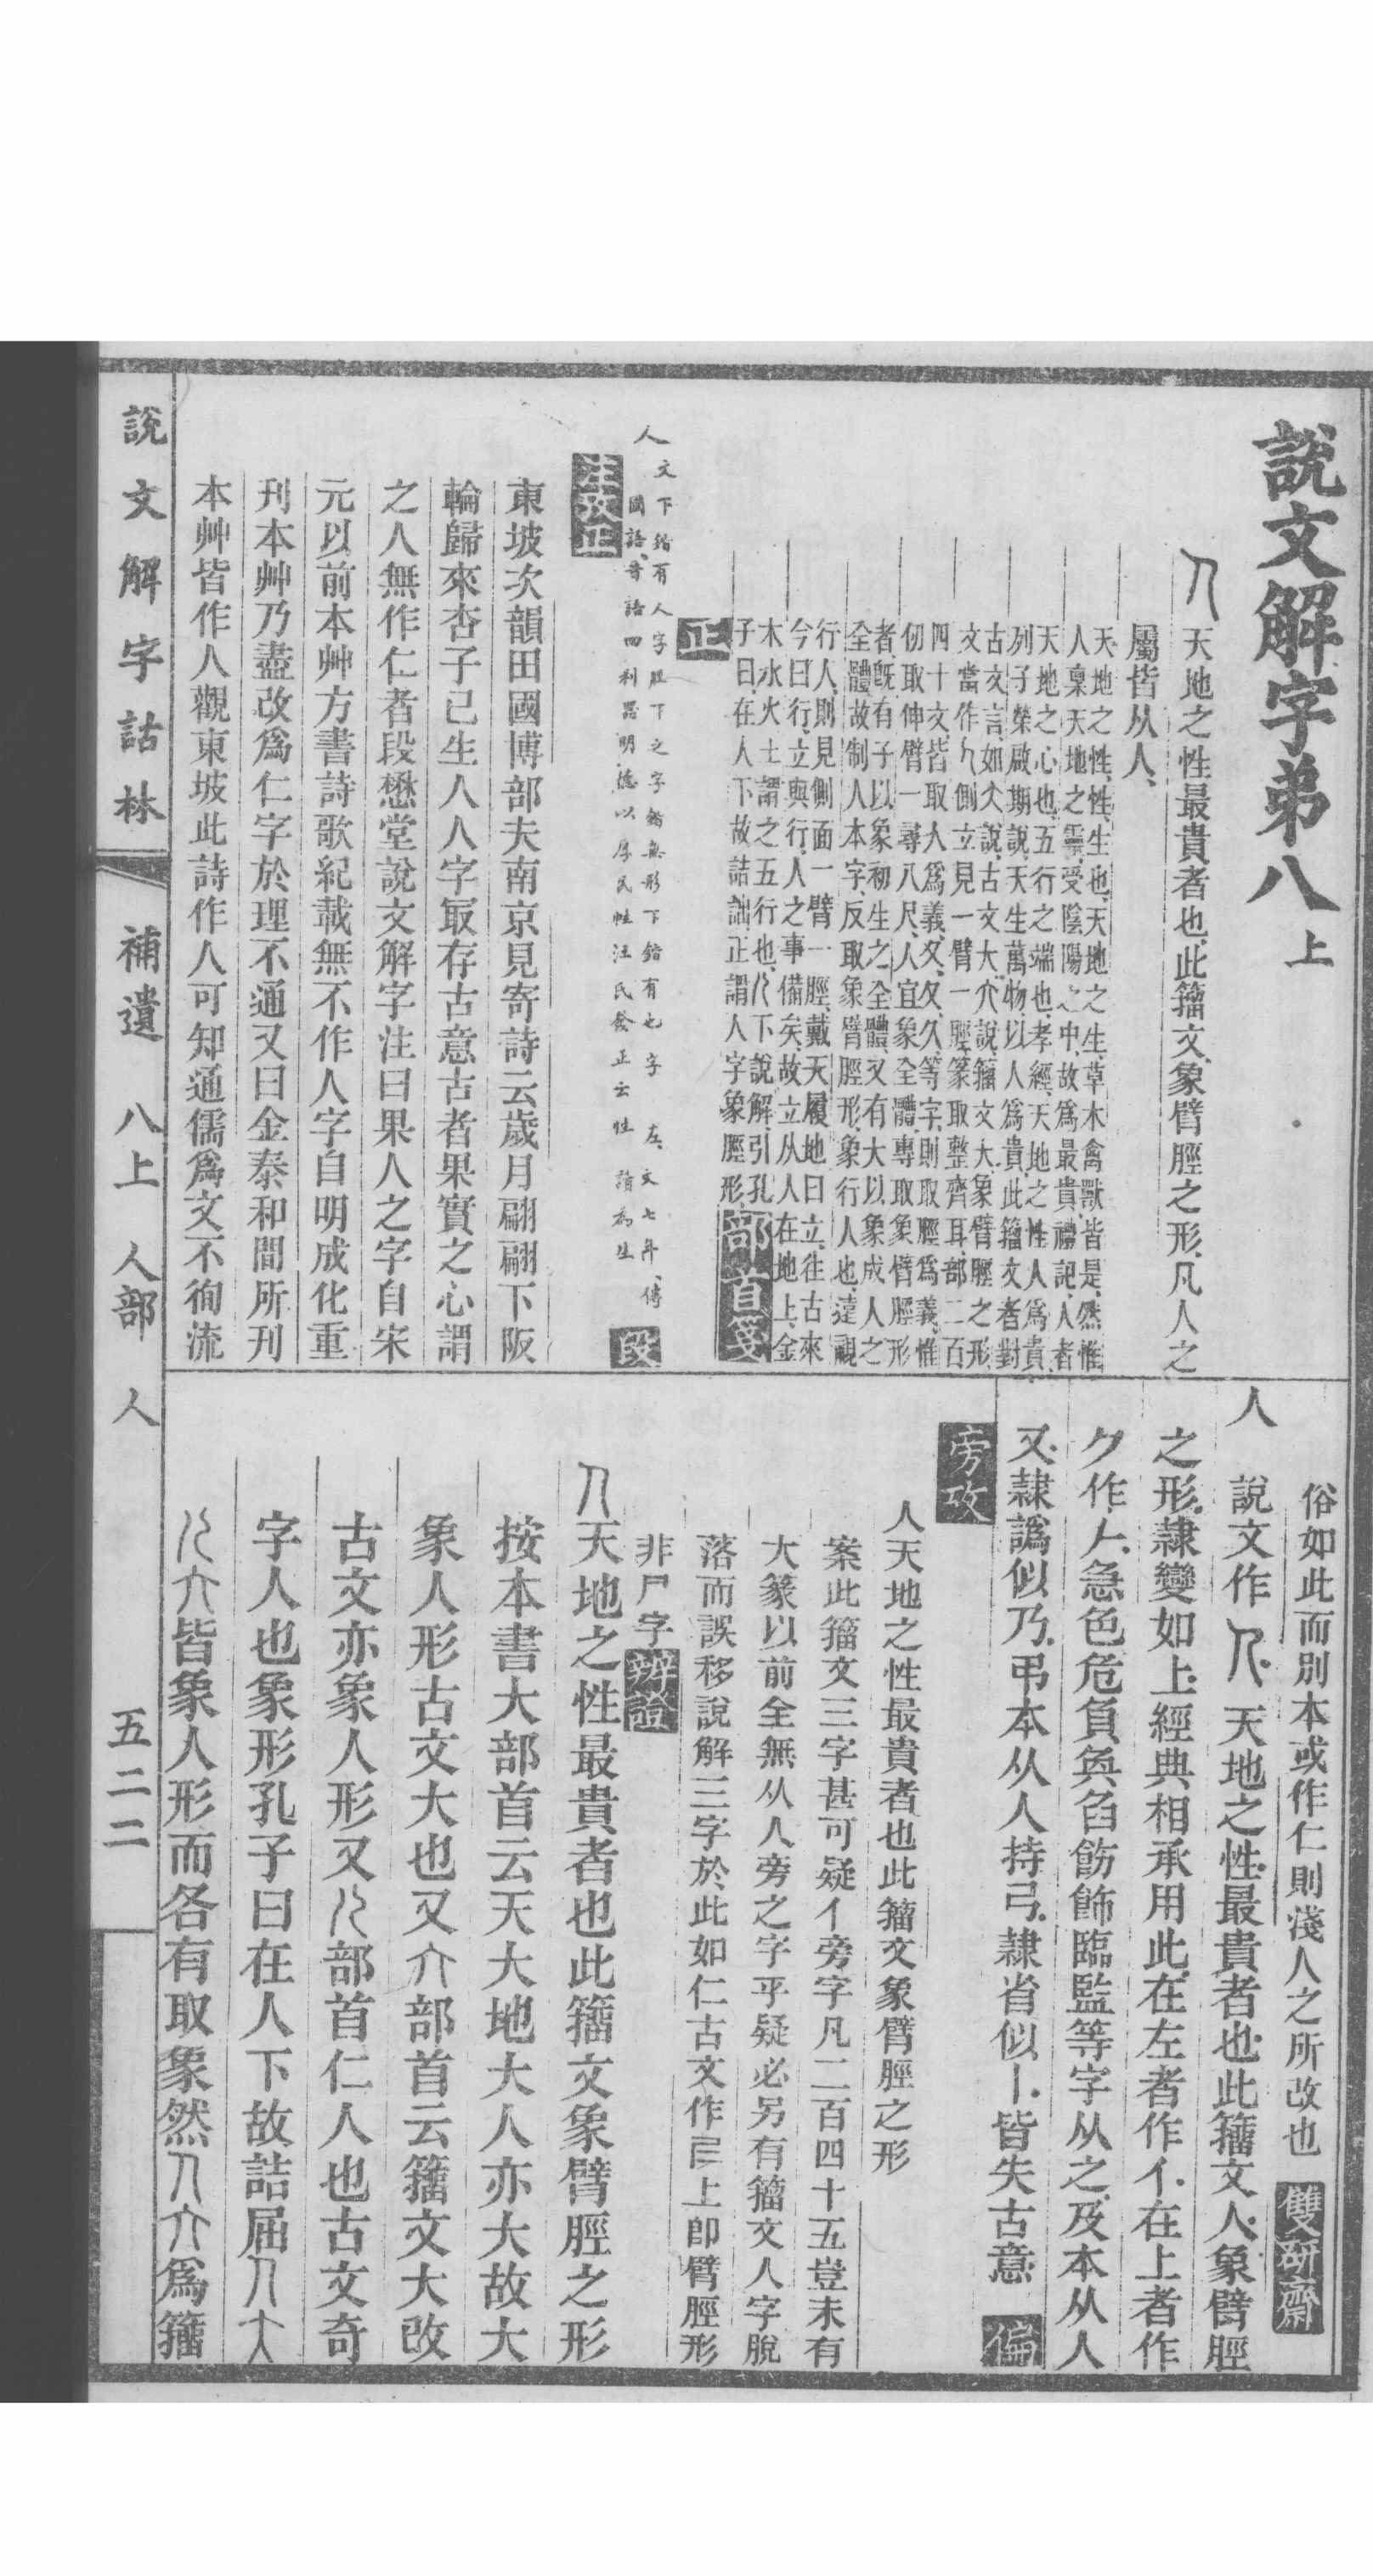 說文解字弟八上
天地之性最貴者也、此籀文、象臂脛之形、凡人之
屬皆从人、
天地之性、性、生也、天地之生、草木禽獸、皆是、然惟
人稟天地之靈、受陰陽之中、故爲最貴、禮記、人者
天地之心也、五行之端也、孝經、天地之性人爲貴、
列子榮啟期說、天生萬物、以人爲貴、此籀文者對
古文言、如大說、古文大、六說、籀文大、象臂脛之形
文當作、側立見一臂一脛、篆取整齊耳、部二百
四十文皆取人爲義、夂、久、等字、則取脛爲義、惟
仞取伸臂一尋八尺、人宜象全體、專取象臂脛形
者、旣有子以象初生之全體、又有大以象成人之
全體、故制人本字、反取象臂脛形、象行人也、遠視
行人、則見側面一臂一脛、戴天履地曰立、往古來
今曰行、立與行、人之事備矣、故立从人在地上、金
木水火土謂之五行也、下說解、引孔
子曰、在人下故詰詘、正謂人字象脛形、部首箋
正
人 文下鍇有人字脛下之字鍇無形下鍇有也字 左、文七年、傳
國語、晉語四利器明德以厚民性汪氏發正云性 讀爲生 段
注攷正
東坡次韻田國博部夫南京見寄詩云歲月翩翩下阪
輪歸來杏子已生人人字㝡存古意古者果實之心謂
之人無作仁者段懋堂說文解字注曰果人之字自宋
元以前本艸方書詩歌紀載無不作人字自明成化重
刊本艸乃盡改爲仁字於理不通又曰金泰和間所刊
本艸皆作人觀東坡此詩作人可知通儒爲文不徇流
俗如此而別本或作仁則淺人之所改也 雙硏齋
人 說文作、天地之性最貴者也、此籀文人、象臂脛
之形、隸變如上、經典相承用此、在左者作亻、在上者作
𠂊作𠂉、急色危負奐臽飭飾臨監等字从之、及本从人
又、隸譌似乃、弔本从人持弓、隸省似丨、皆失古意 偏
旁攷
人天地之性最貴者也此籀文象臂脛之形
案此籀文三字甚可疑亻旁字凡二百四十五豈未有
大篆以前全無从人旁之字乎疑必另有籀文人字脫
落而誤移說解三字於此如仁古文作𡰥上卽臂脛形
非尸字 辨證
天地之性最貴者也此籀文象臂脛之形
按本書大部首云天大地大人亦大故大
象人形古文大也又亣部首云籀文大改
古文亦象人形又儿部首仁人也古文奇
字人也象形孔子曰在人下故詰屈人大
儿亣皆象人形而各有取象然人亣爲籀
說文解字詁林 補遺 八上 人部 人 五二二